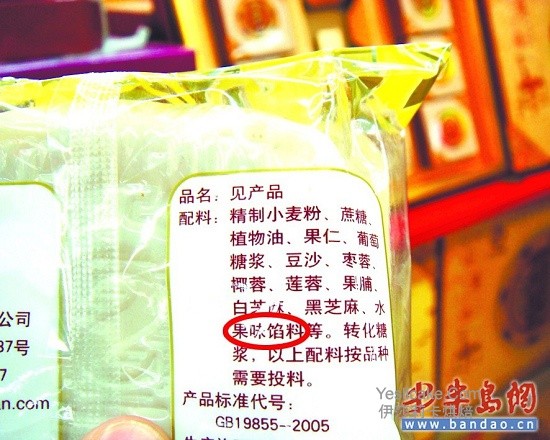 品名：见产品
配料：精制小麦粉、蔗糖、
植物油、果仁、葡萄
糖浆、豆沙、枣蓉、
椰蓉、莲蓉、果脯、
白芝麻、黑芝麻、水
果味馅料等。转化糖
浆，以上配料按品种
需要投料。
产品标准代号：
GB19855—2005
公司
87号
an.com
半岛網
www.bandao.com